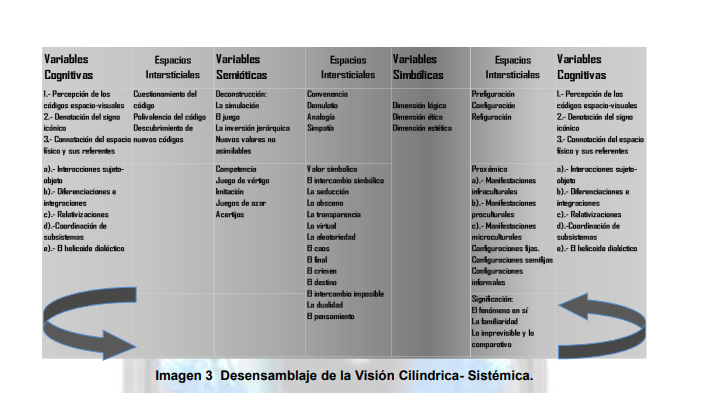 Variables
Cognitivas
1.- Percepción de los
códigos espacio-visuales
2.- Denotación del signo
icónico
3.- Connotación del espacio
físico y sus referentes
a).- Interacciones sujeto-
objeto
b).- Diferenciaciones e
integraciones
c).- Relativizaciones
d).-Coordinación de
subsistemas
e).- El helicoide dialéctico
Espacios
Intersticiales
Cuestionamiento del
código
Polivalencia del código
Descubrimiento de
nuevos códigos
Variables
Semióticas
Deconstrucción:
La simulación
El juego
La inversión jerárquica
Nuevos valores no
asimilables
Competencia
Juego de vértigo
Imitación
Juegos de azar
Acertijos
Espacios
Intersticiales
Convenencia
Demulatio
Analogía
Simpatía
Valor simbolico
El intercambio simbólico
La seducción
Lo obsceno
La transparencia
Lo virtual
La aleatoriedad
El caos
El final
El crimen
El destino
El intercambio imposible
La dualidad
El pensamiento
Variables
Simbólicas
Dimensión lógica
Dimensión ética
Dimensión estética
Espacios
Intersticiales
Prefiguración
Configuración
Refiguración
Proxémica
a).- Manifestaciones
infraculturales
b).- Manifestaciones
proculturales
c).- Manifestaciones
microculturales
Configuraciones fijas.
Configuraciones semifijas
Configuraciones
informales
Significación:
El fenómeno en sí
La familiaridad
Lo imprevisible y lo
comparativo
Variables
Cognitivas
1.- Percepción de los
códigos espacio-visuales
2.- Denotación del signo
icónico
3.- Connotación del espacio
físico y sus referentes
a).- Interacciones sujeto-
objeto
b).- Diferenciaciones e
integraciones
c).- Relativizaciones
d).-Coordinación de
subsistemas
e).- El helicoide dialéctico
Imagen 3 Desensamblaje de la Visión Cilíndrica- Sistémica.